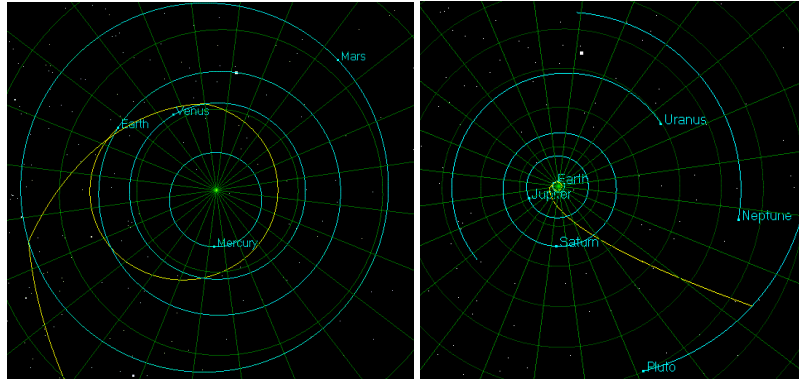 Mars
Venus
Earth
Mercury
Uranus
Earth
Jupiter
Neptune
Saturn
Pluto